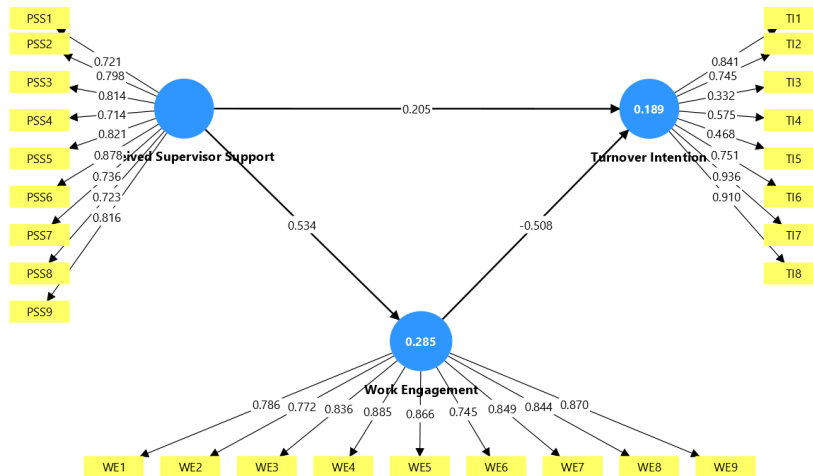 PSS1
PSS2
PSS3
PSS4
PSS5
PSS6
PSS7
PSS8
PSS9
0.721
0.798
0.814
0.714
0.821
0.878
0.736
0.723
0.816
Supervisor Support
0.205
0.534
-0.508
0.189
Turnover Intention
0.841
0.745
0.332
0.575
0.468
0.751
0.936
0.910
TI1
TI2
TI3
TI4
TI5
TI6
TI7
TI8
0.285
Work Engagement
0.786
0.772
0.836
0.885
0.866
0.745
0.849
0.844
0.870
WE1
WE2
WE3
WE4
WE5
WE6
WE7
WE8
WE9